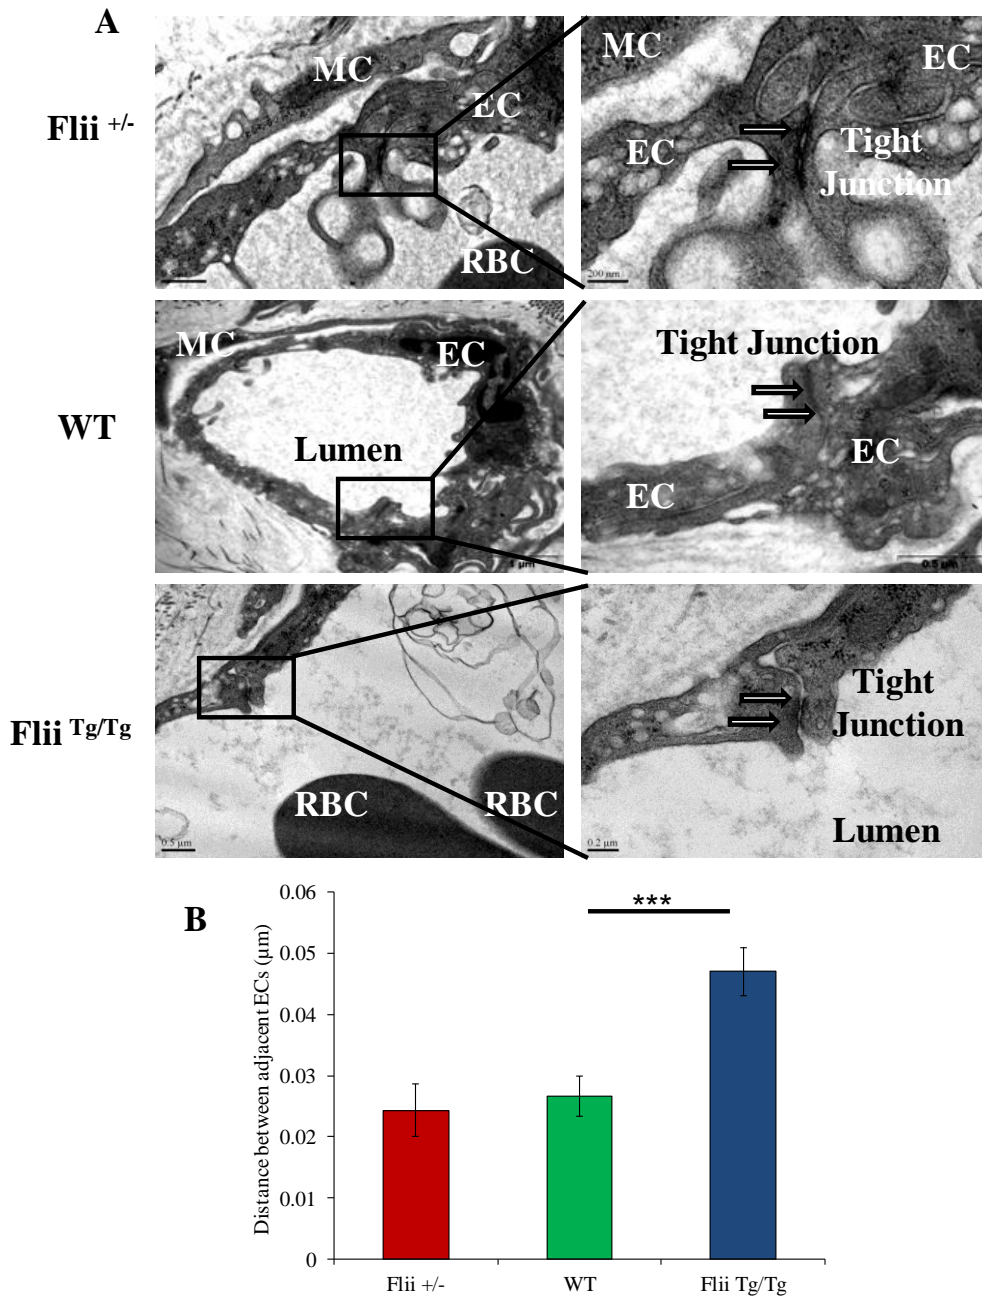 A
Flii +/-
MC
EC
RBC
0.5 µm
MC
EC
EC
Tight
Junction
200 nm
WT
MC
EC
Lumen
1 µm
Tight Junction
EC
EC
0.5 µm
Flii Tg/Tg
RBC
RBC
0.5 µm
Tight
Junction
Lumen
0.2 µm
B
Distance between adjacent ECs (µm)
0.06
0.05
0.04
0.03
0.02
0.01
0
***
Flii +/-
WT
Flii Tg/Tg